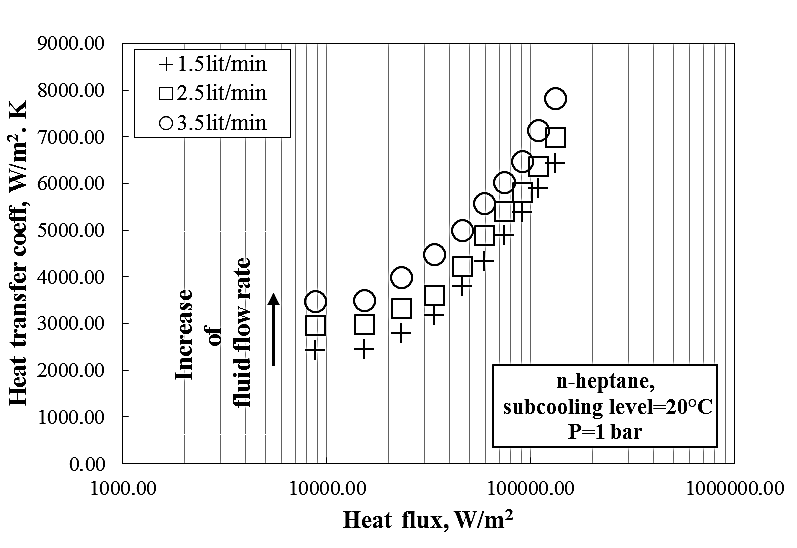 9000.00
8000.00
7000.00
6000.00
5000.00
4000.00
3000.00
2000.00
1000.00
0.00
Heat transfer coeff, W/m². K
1.5lit/min
2.5lit/min
3.5lit/min
Increase
of
fluid flow rate
n-heptane,
subcooling level=20°C
P=1 bar
1000.00 10000.00 100000.00 1000000.00
Heat flux, W/m²